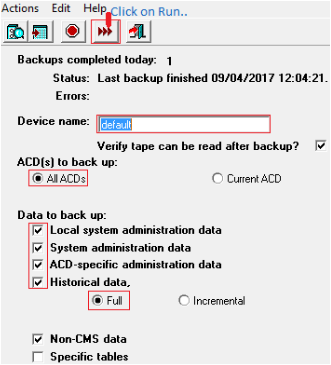 Actions Edit Help Click on Run..
Backups completed today: 1
Status: Last backup finished 09/04/2017 12:04:21.
Errors:
Device name: default
Verify tape can be read after backup?
ACD(s) to back up:
All ACDs Current ACD
Data to back up:
Local system administration data
System administration data
ACD-specific administration data
Historical data,
Full Incremental
Non-CMS data
Specific tables